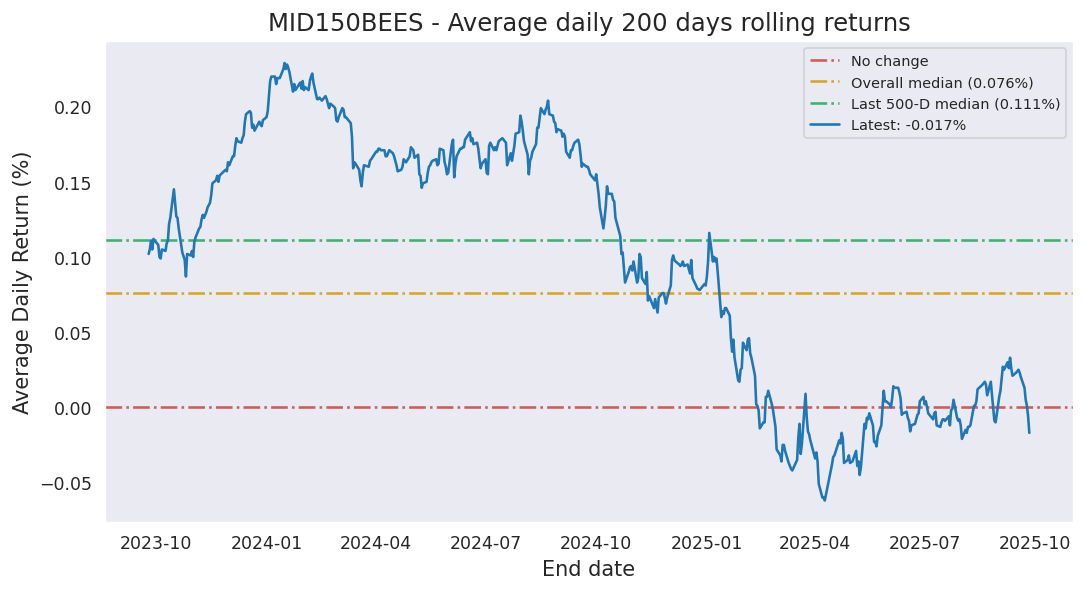 MID150BEES - Average daily 200 days rolling returns
No change
Overall median (0.076%)
Last 500-D median (0.111%)
Latest: -0.017%
Average Daily Return (%)
0.20
0.15
0.10
0.05
0.00
−0.05
2023-10 2024-01 2024-04 2024-07 2024-10 2025-01 2025-04 2025-07 2025-10
End date